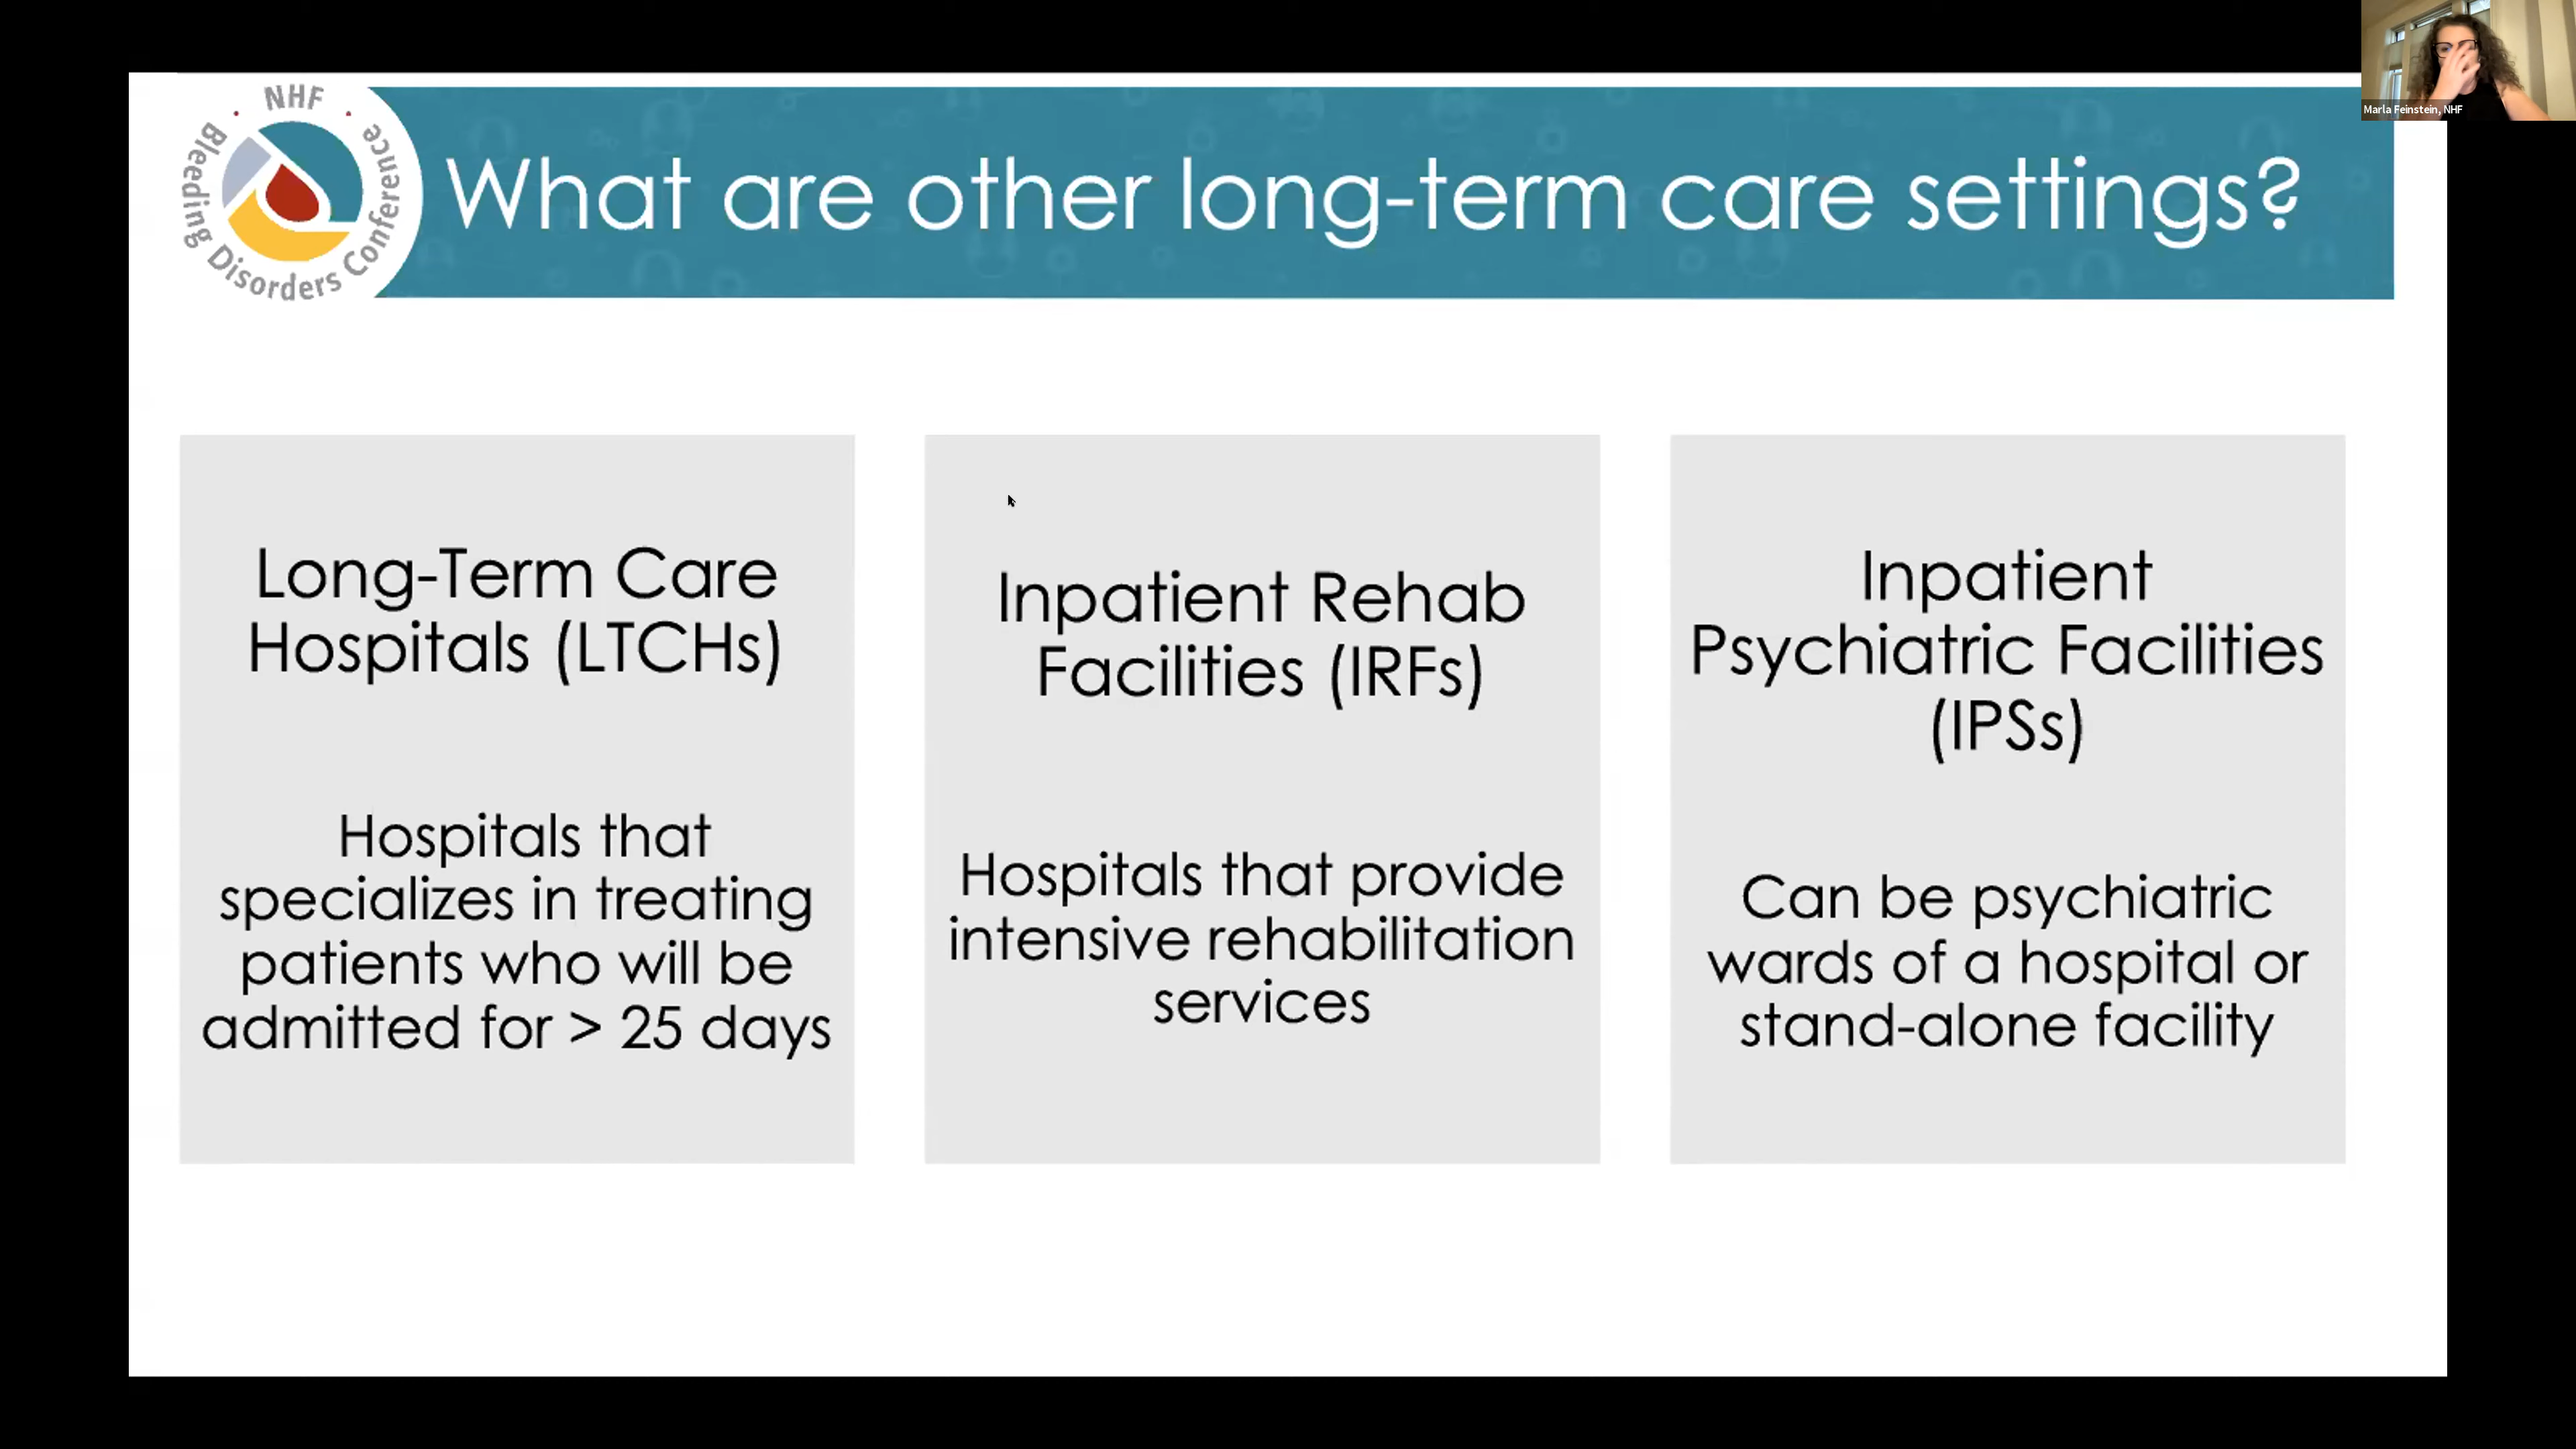 Marla Feinstein, NHF
NHF
Bleeding Disorders Conference
What are other long-term care settings?
Long-Term Care
Hospitals (LTCHs)
Hospitals that
specializes in treating
patients who will be
admitted for > 25 days
Inpatient Rehab
Facilities (IRFs)
Hospitals that provide
intensive rehabilitation
services
Inpatient
Psychiatric Facilities
(IPSs)
Can be psychiatric
wards of a hospital or
stand-alone facility